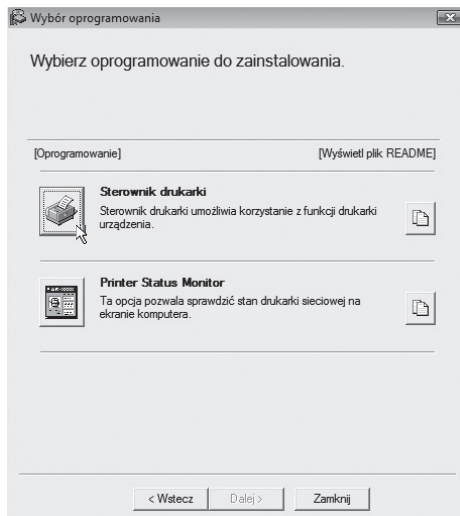 Wybór oprogramowania
Wybierz oprogramowanie do zainstalowania.
[Oprogramowanie]
[Wyświetl plik README]
Sterownik drukarki
Sterownik drukarki umożliwia korzystanie z funkcji drukarki
urządzenia.
Printer Status Monitor
Ta opcja pozwala sprawdzić stan drukarki sieciowej na
ekranie komputera.
< Wstecz
Dalej >
Zamknij